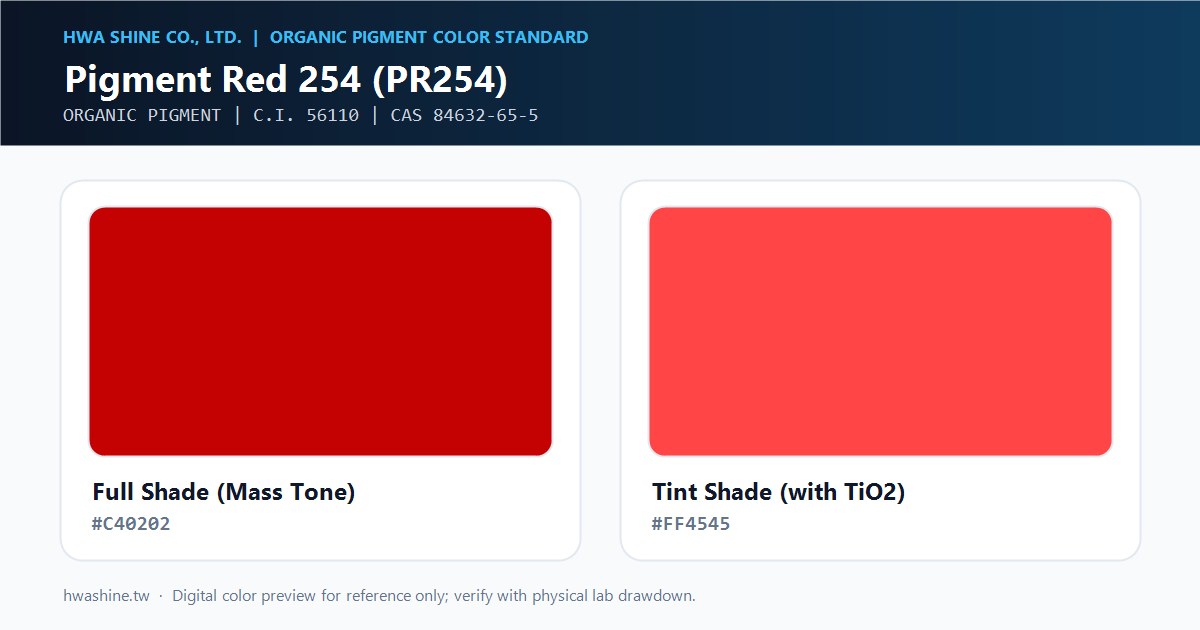 HWA SHINE CO., LTD. | ORGANIC PIGMENT COLOR STANDARD
Pigment Red 254 (PR254)
ORGANIC PIGMENT | C.I. 56110 | CAS 84632-65-5
Full Shade (Mass Tone)
#C40202
Tint Shade (with TiO2)
#FF4545
hwashine.tw · Digital color preview for reference only; verify with physical lab drawdown.